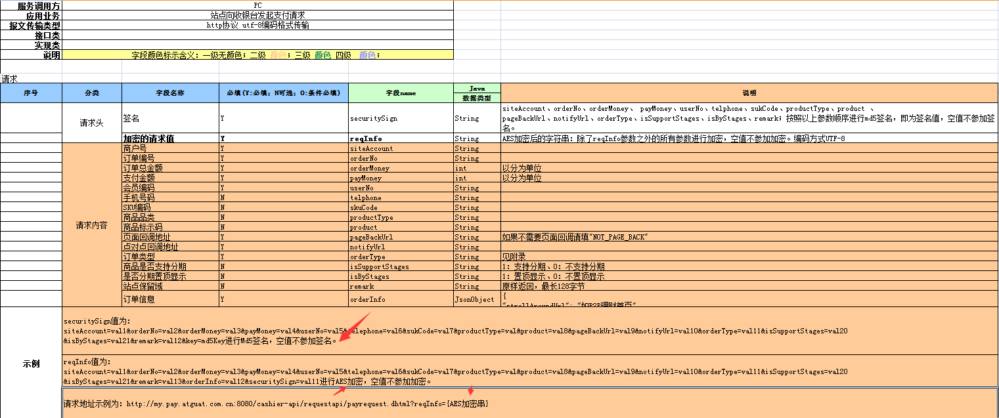 服务调用方 PC
应用业务 站点向收银台发起支付请求
报文传输类型 http协议 utf-8编码格式传输
接口类
实现类
说明 字段颜色标示含义：一级无颜色；二级 颜色；三级 颜色 四级 颜色；
请求
序号 分类 字段名称 必填(Y:必填；N可选；O:条件必填) 字段name Java 说明
数据类型
请求头
签名 Y securitySign String siteAccount、orderNo、orderMoney、 payMoney、userNo、telphone、sukCode、productType、product 、
pageBackUrl、notifyUrl、orderType、isSupportStages、isByStages、remark；按照以上参数顺序进行md5签名，即为签名值，空值不参加签
名。
加密的请求值 Y reqInfo String AES加密后的字符串：除了reqInfo参数之外的所有参数进行加密，空值不参加加密。编码方式UTF-8
请求内容
商户号 Y siteAccount String
订单编号 Y orderNo String
订单总金额 Y orderMoney int 以分为单位
支付金额 Y payMoney int 以分为单位
会员编码 Y userNo String
手机号码 N telphone String
SKU编码 N skuCode String
商品品类 N productType String
商品标示码 N product String
页面回调地址 Y pageBackUrl String 如果不需要页面回调请填"NOT_PAGE_BACK"
点对点回调地址 Y notifyUrl String
订单类型 Y orderType String 见附录
商品是否支持分期 N isSupportStages String 1：支持分期、0：不支持分期
是否分期置顶显示 N isByStages String 1：置顶显示、0：不置顶显示
站点保留域 N remark String 原样返回，最长128字节
订单信息 Y orderInfo JsonObject {
"strollAroundUrl"："如P2P理财首页"
示例
securitySign值为：
siteAccount=val1&orderNo=val2&orderMoney=val3&payMoney=val4&userNo=val5&telephone=val6&sukCode=val7&productType=val&product=val8&pageBackUrl=val9&notifyUrl=val10&orderType=val11&isSupportStages=val20
&isByStages=val21&remark=val12&key=md5Key进行Md5签名，空值不参加签名。
reqInfo值为：
siteAccount=val1&orderNo=val2&orderMoney=val3&payMoney=val4&userNo=val5&telephone=val6&sukCode=val7&productType=val&product=val8&pageBackUrl=val9&notifyUrl=val10&orderType=val11&isSupportStages=val20
&isByStages=val21&remark=val13&orderInfo=val12&securitySign=val11进行AES加密，空值不参加加密。
请求地址示例为：http://my.pay.atguat.com.cn:8080/cashier-api/requestapi/payrequest.dhtml?reqInfo={AES加密串}